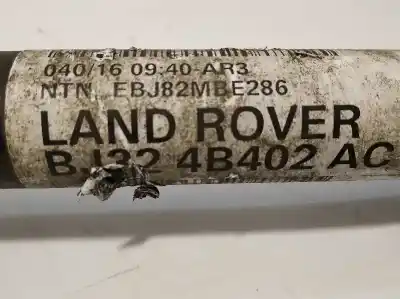 040/16 09:40-AR3
NTN EBJ82MBE286
LAND ROVER
BJ32 4B402 AC